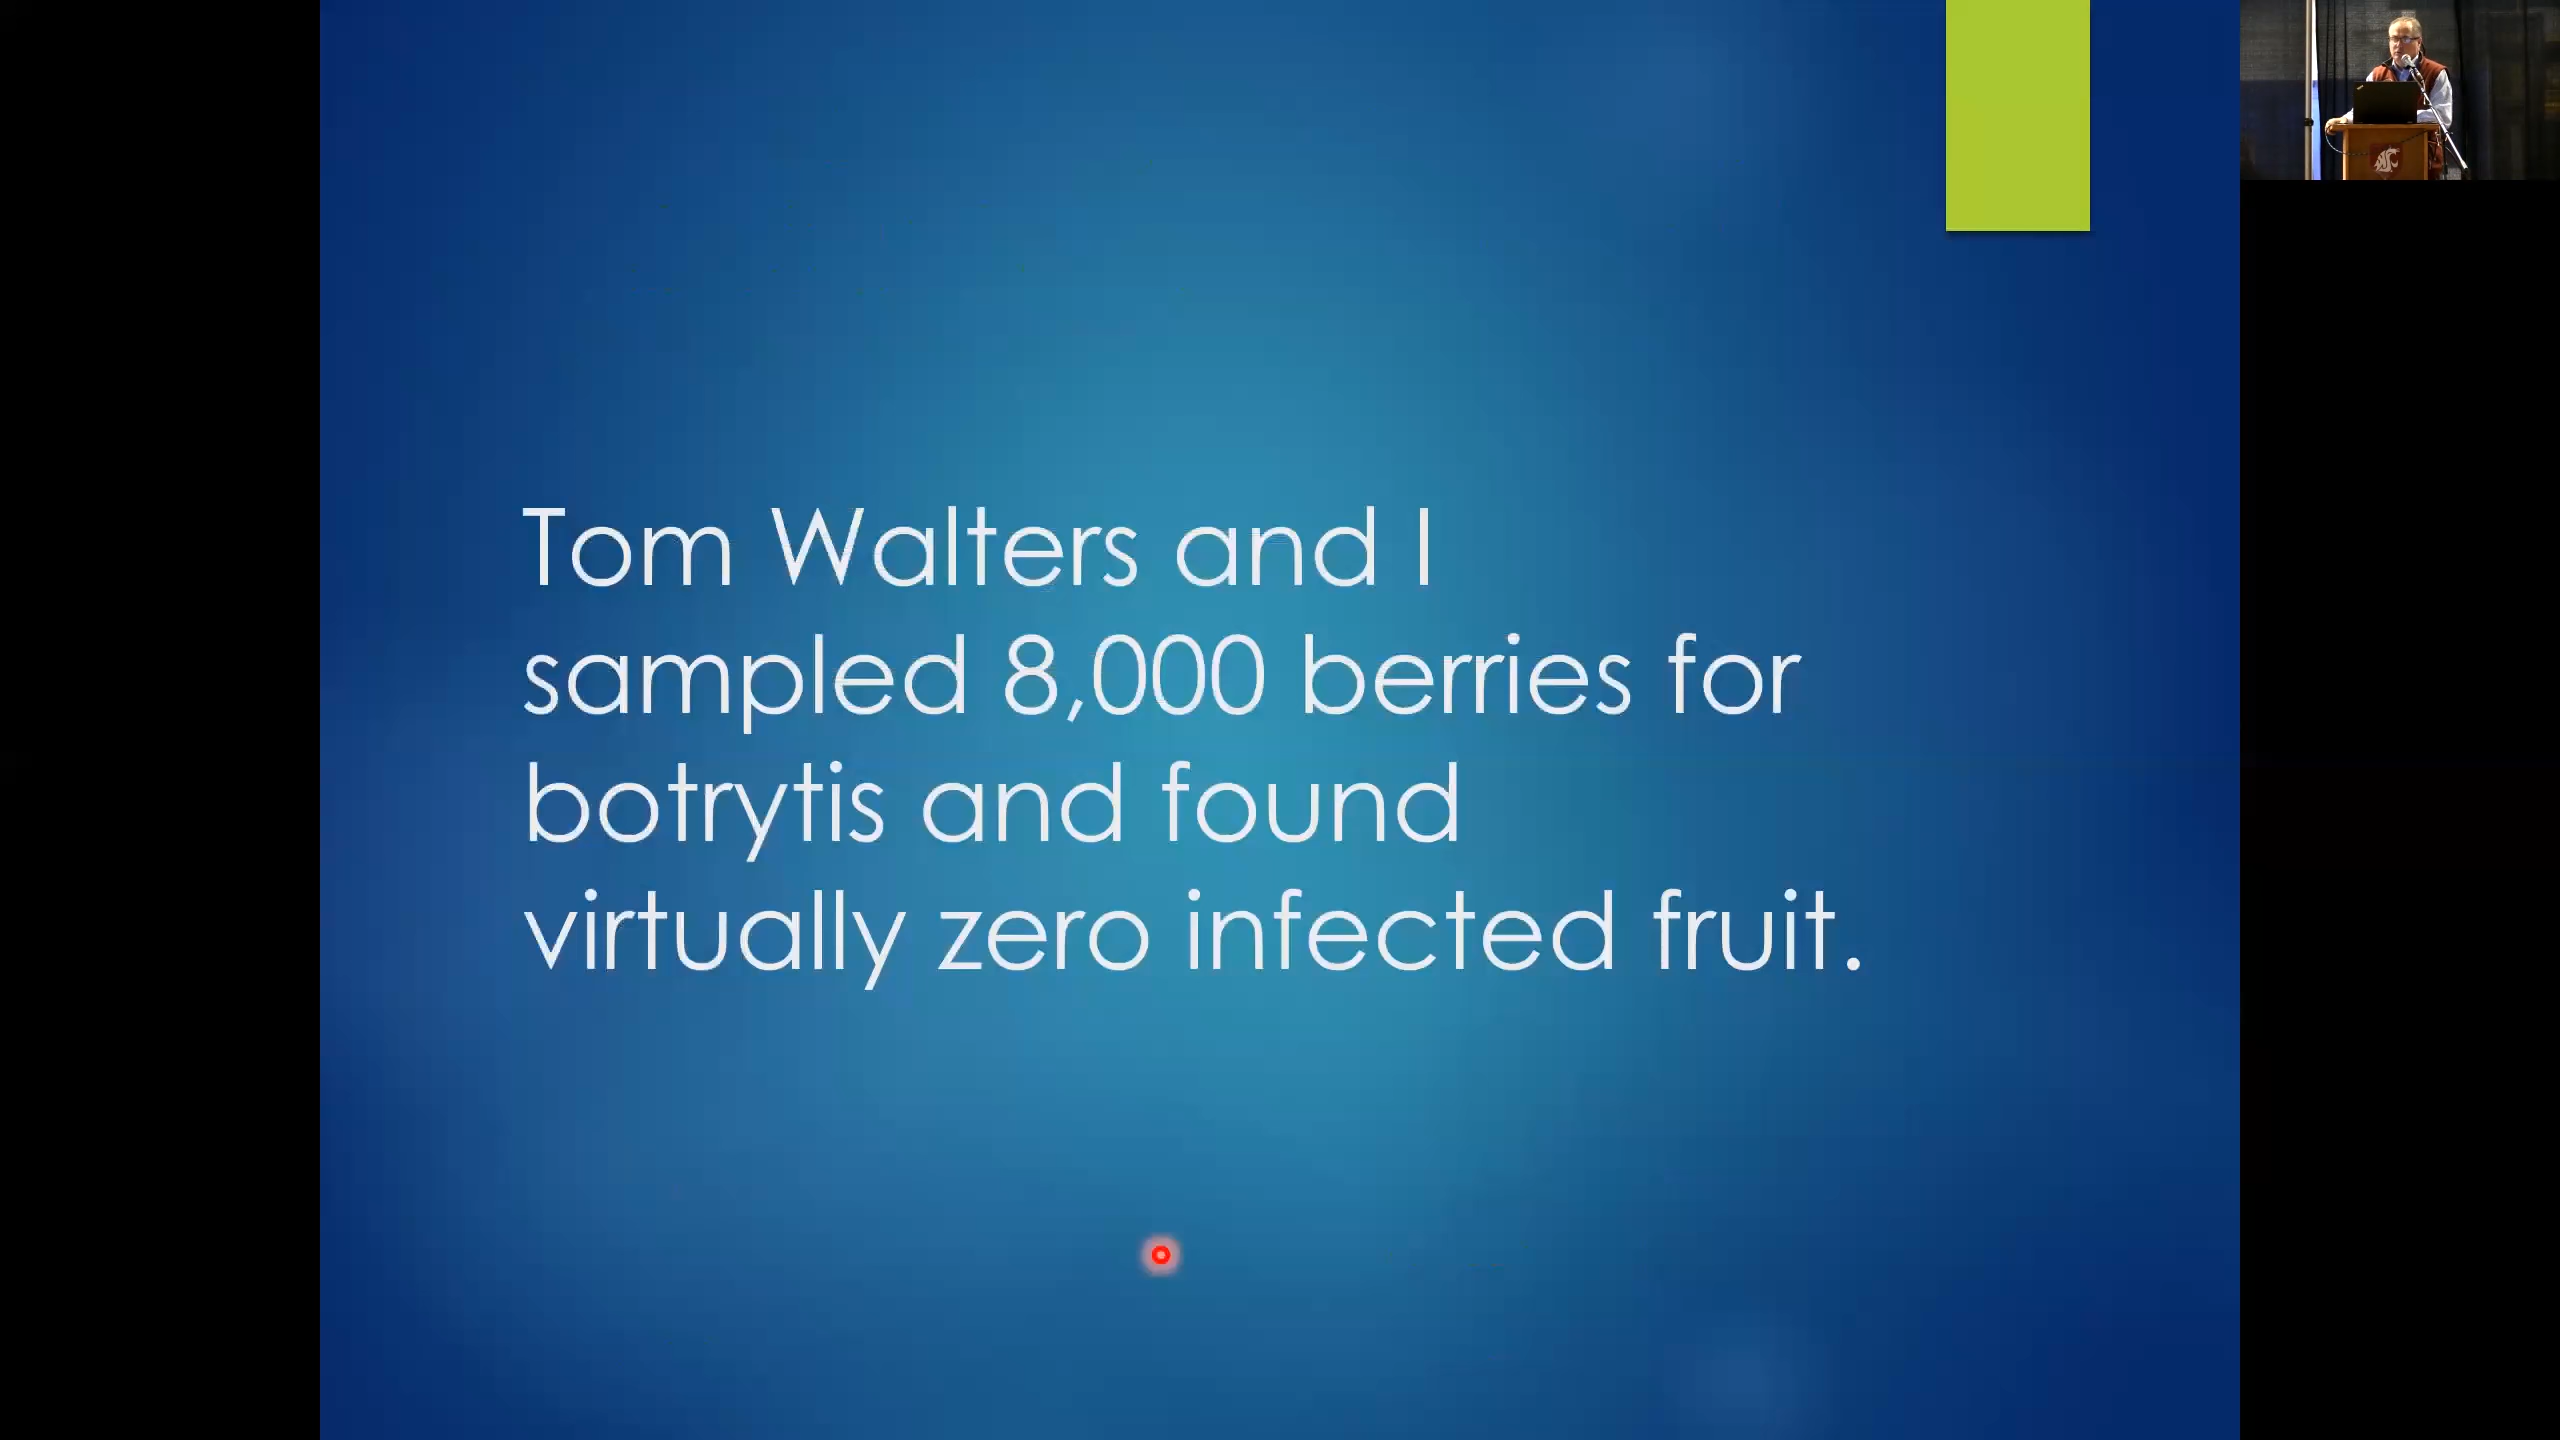 Tom Walters and I
sampled 8,000 berries for
botrytis and found
virtually zero infected fruit.